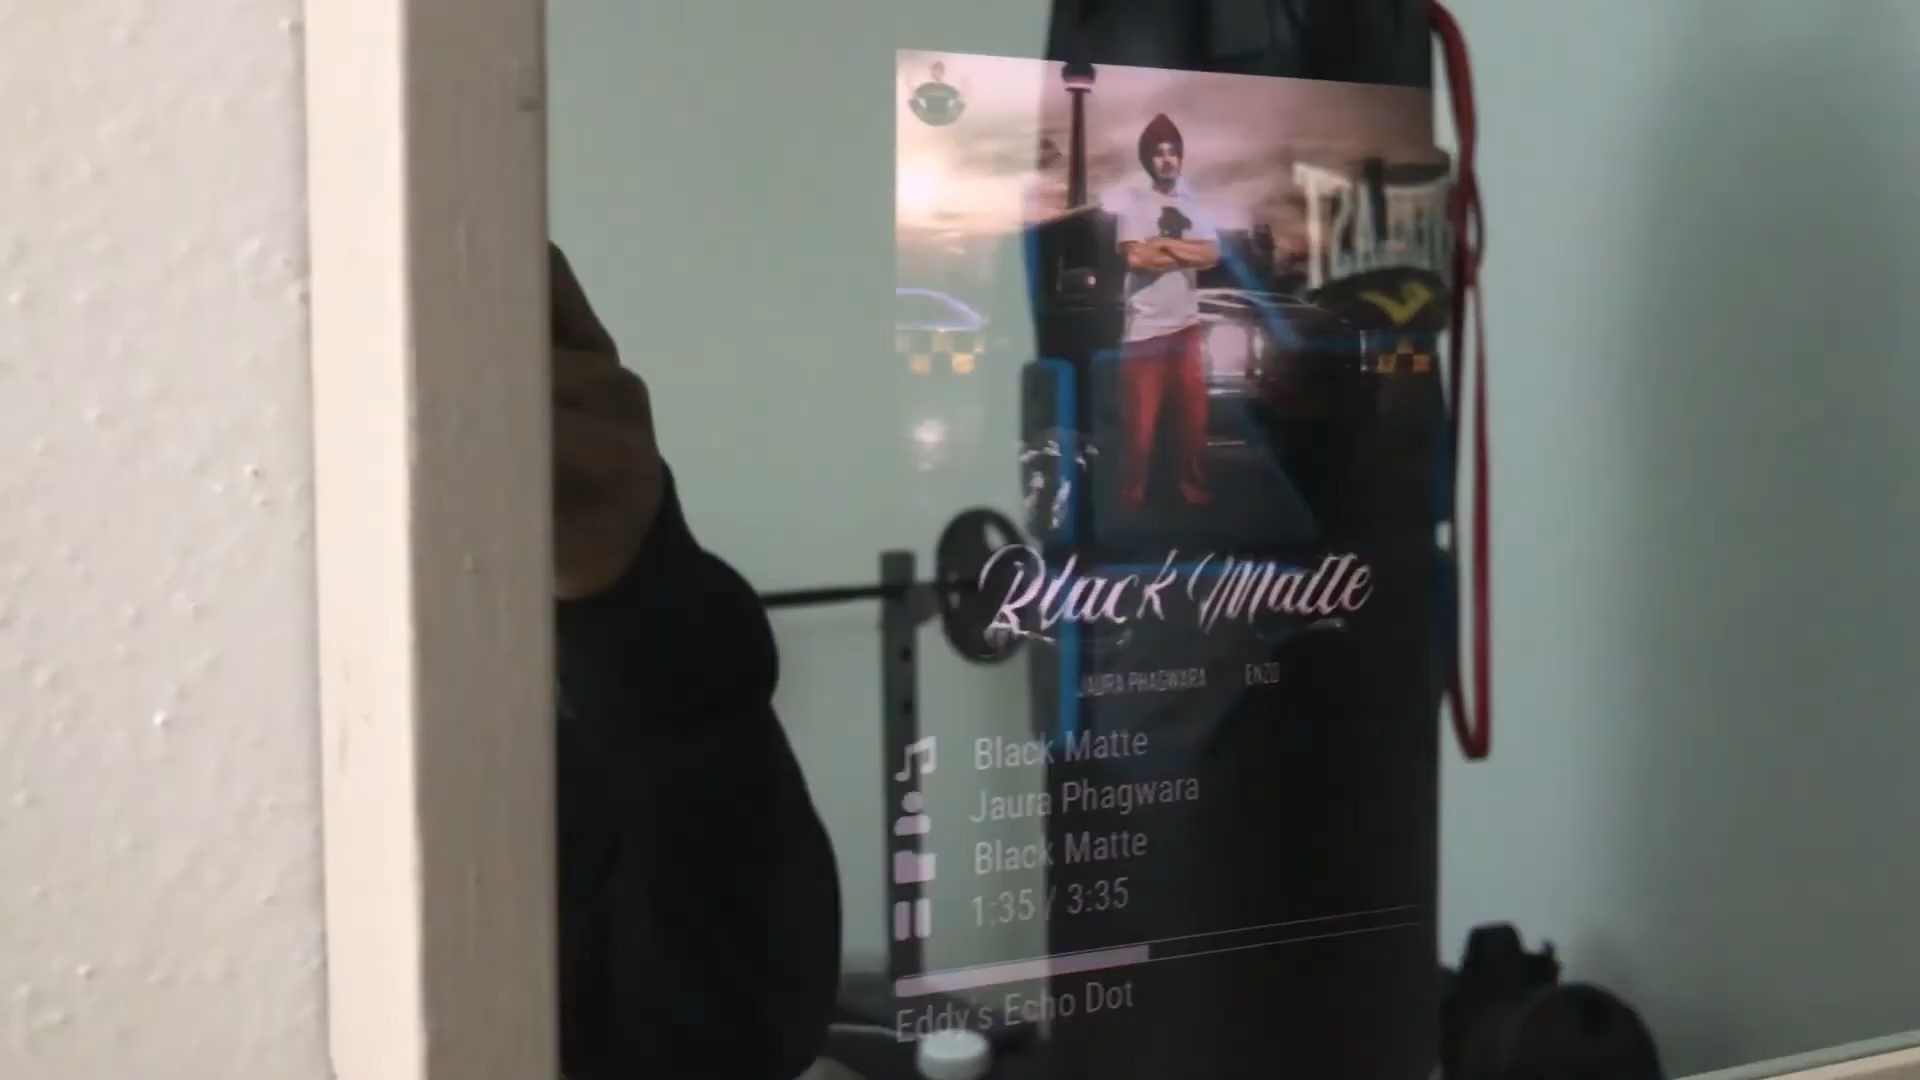 Black Matte
JAURA PHAGWARA ENZO
Black Matte
Jaura Phagwara
Black Matte
1:35 / 3:35
Eddy's Echo Dot